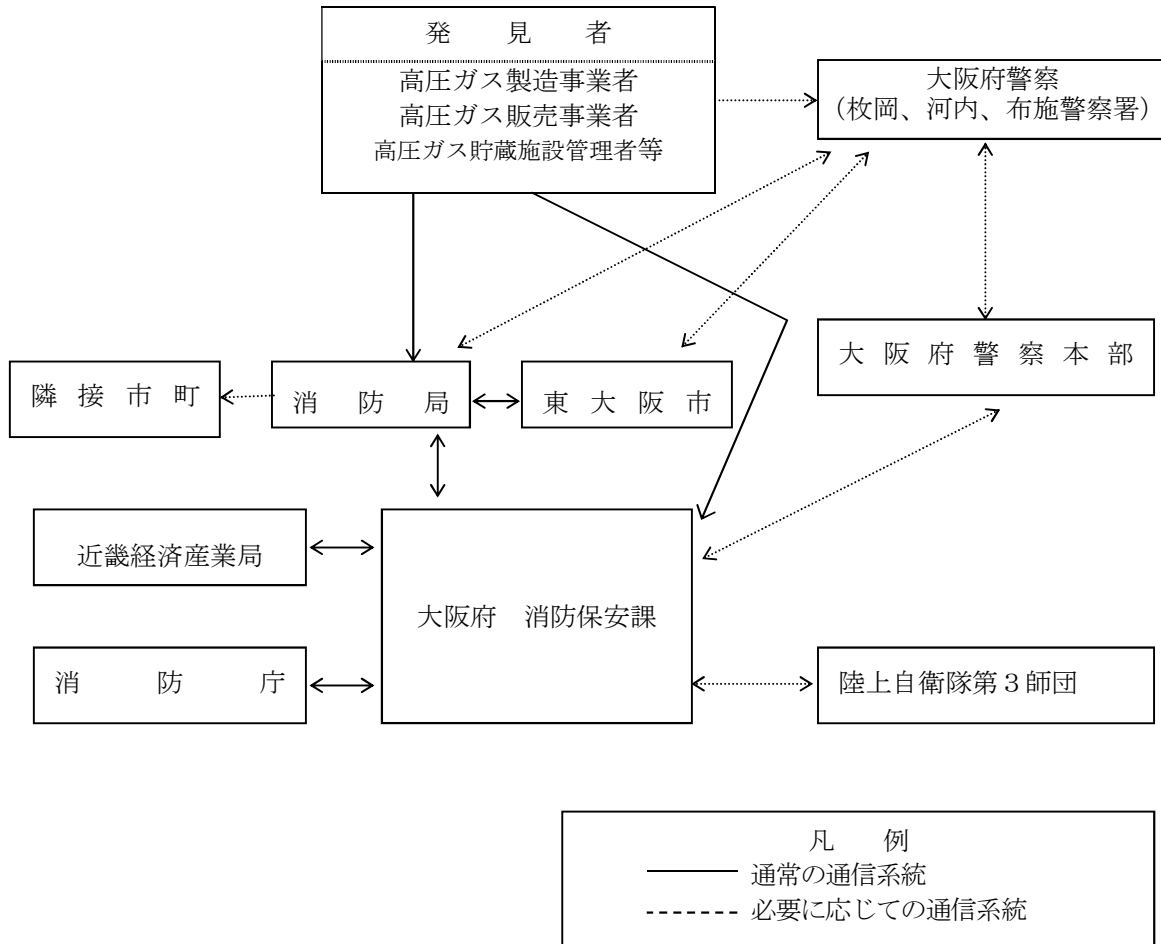 発　見　者
高圧ガス製造事業者
高圧ガス販売事業者
高圧ガス貯蔵施設管理者等
大阪府警察
（枚岡、河内、布施警察署）
大阪府警察本部
隣接市町
消防局
東大阪市
近畿経済産業局
大阪府　消防保安課
消防庁
陸上自衛隊第３師団
凡　例
通常の通信系統
必要に応じての通信系統